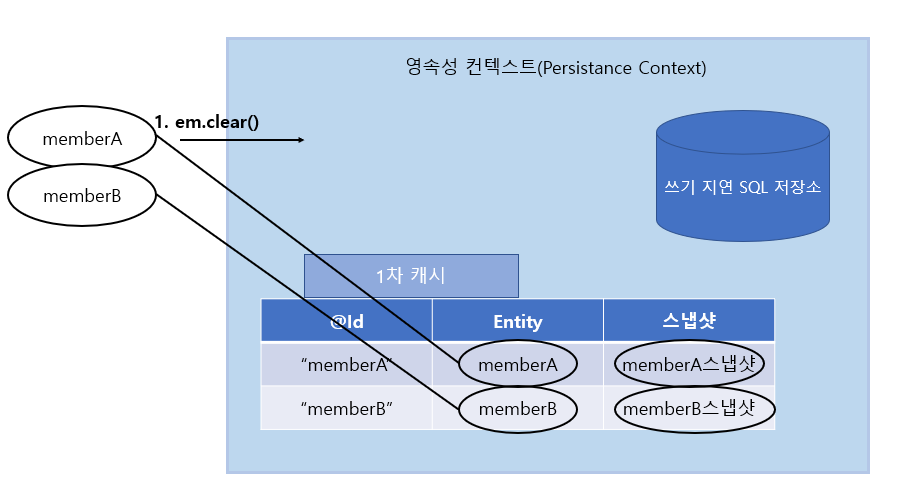 영속성 컨텍스트(Persistance Context)
1. em.clear()
memberA
memberB
쓰기 지연 SQL 저장소
1차 캐시
@Id Entity 스냅샷
“memberA” memberA memberA스냅샷
“memberB” memberB memberB스냅샷